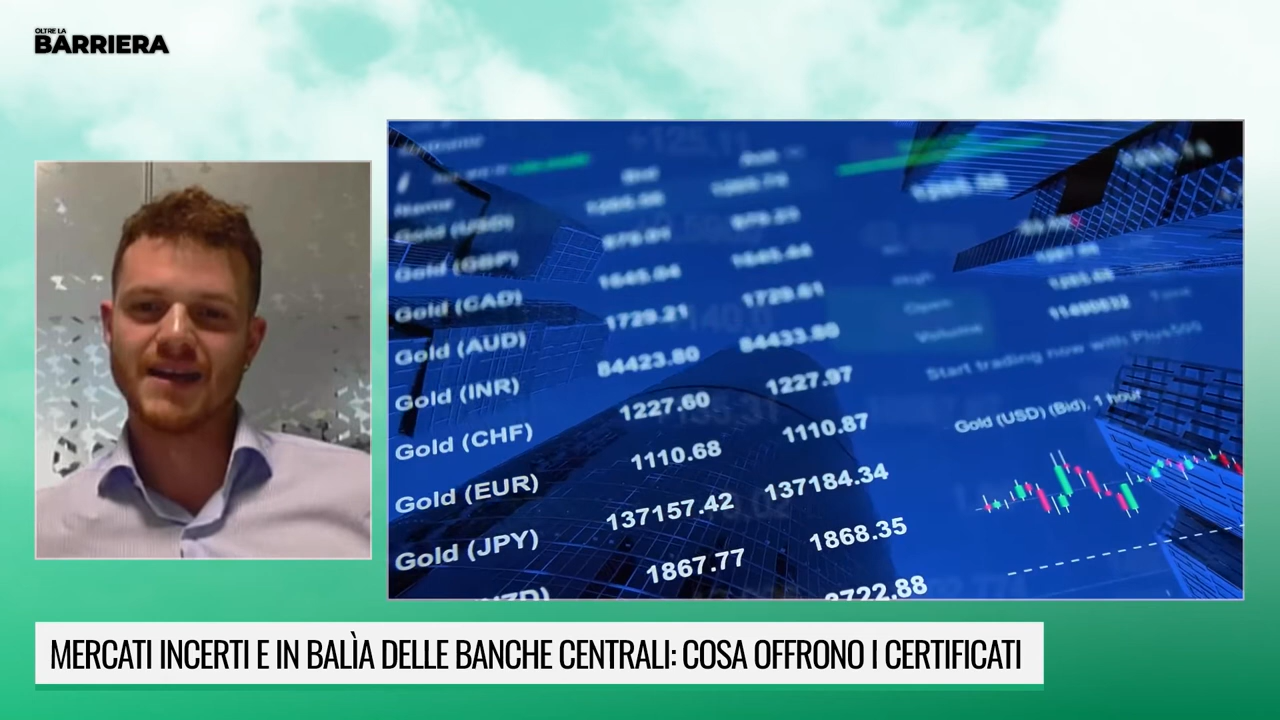 OLTRE LA
BARRIERA
Gold (USD)
Gold (GBP)
Gold (CAD) 1645.04 1645.44
Gold (AUD) 1729.21 1729.61
Gold (INR) 84423.80 84433.80
Gold (CHF) 1227.60 1227.97
Gold (EUR) 1110.68 1110.87
Gold (JPY) 137157.42 137184.34
1867.77 1868.35
Open
Volume
Start trading now with Plus500
Gold (USD) (Bid), 1 hour
MERCATI INCERTI E IN BALÌA DELLE BANCHE CENTRALI: COSA OFFRONO I CERTIFICATI